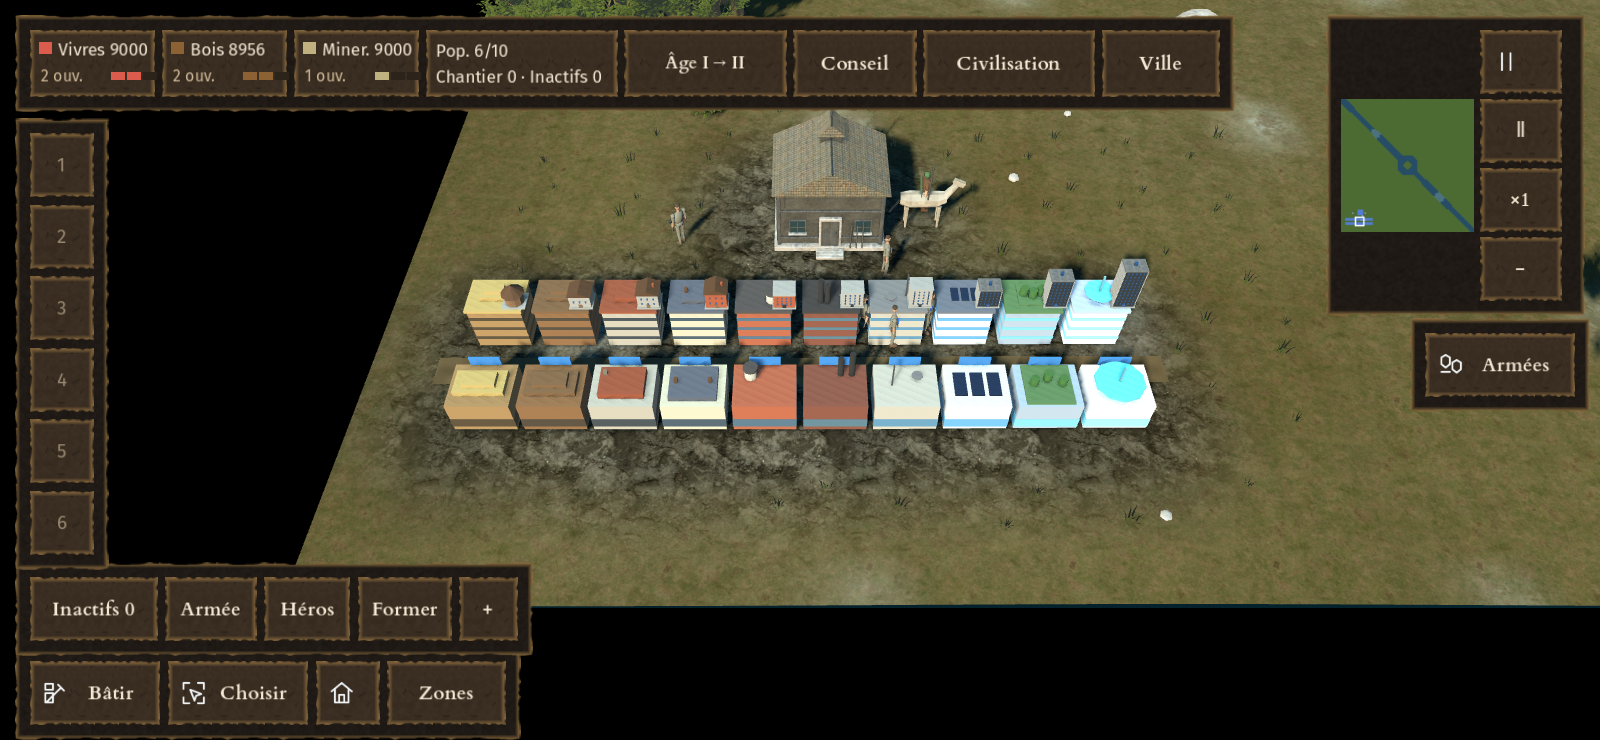 Vivres 9000
2 ouv.
Bois 8956
2 ouv.
Miner. 9000
1 ouv.
Pop. 6/10
Chantier 0 · Inactifs 0
Âge I → II
Conseil
Civilisation
Ville
×1
−
1
2
3
4
5
6
Armées
Inactifs 0
Armée
Héros
Former
+
Bâtir
Choisir
Zones